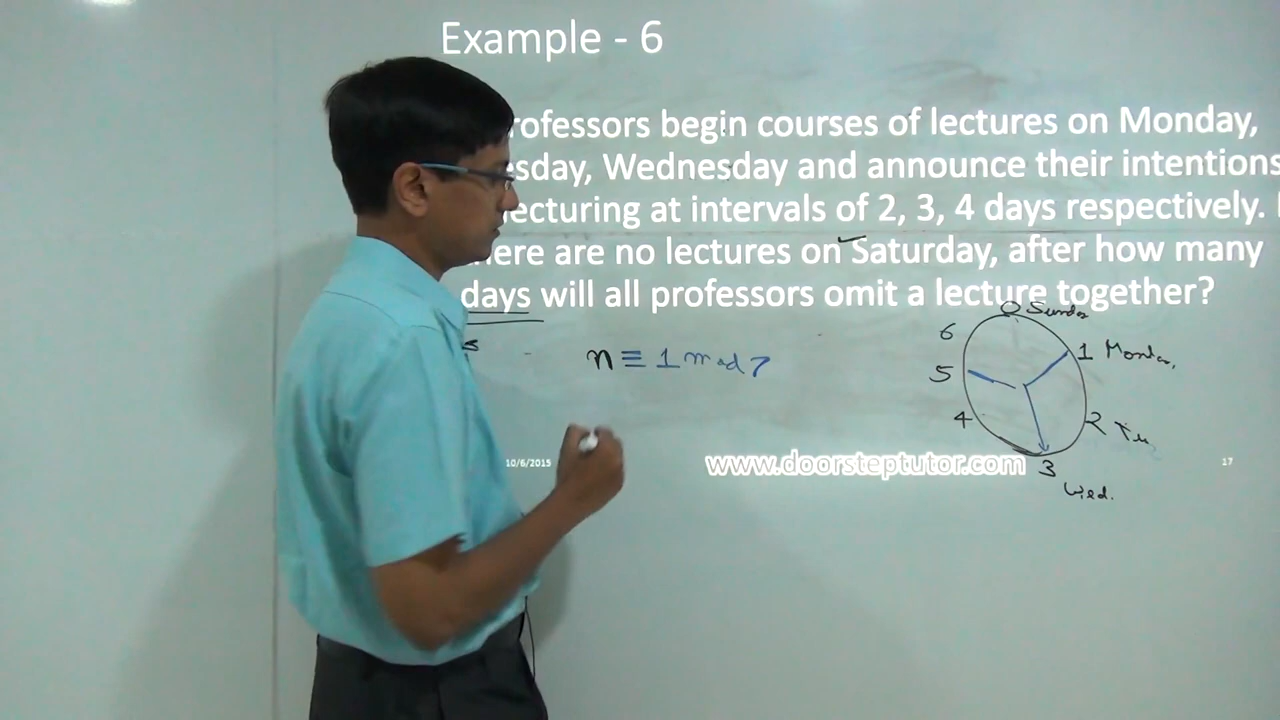 Example - 6
rofessors begin courses of lectures on Monday,
sday, Wednesday and announce their intentions
ecturing at intervals of 2, 3, 4 days respectively.
here are no lectures on Saturday, after how many
days will all professors omit a lecture together?
0 Sunday
6
n ≡ 1 mod 7
1 Monday
5
4
2 Tu
10/6/2015
www.doorsteptutor.com
3
17
Wed.